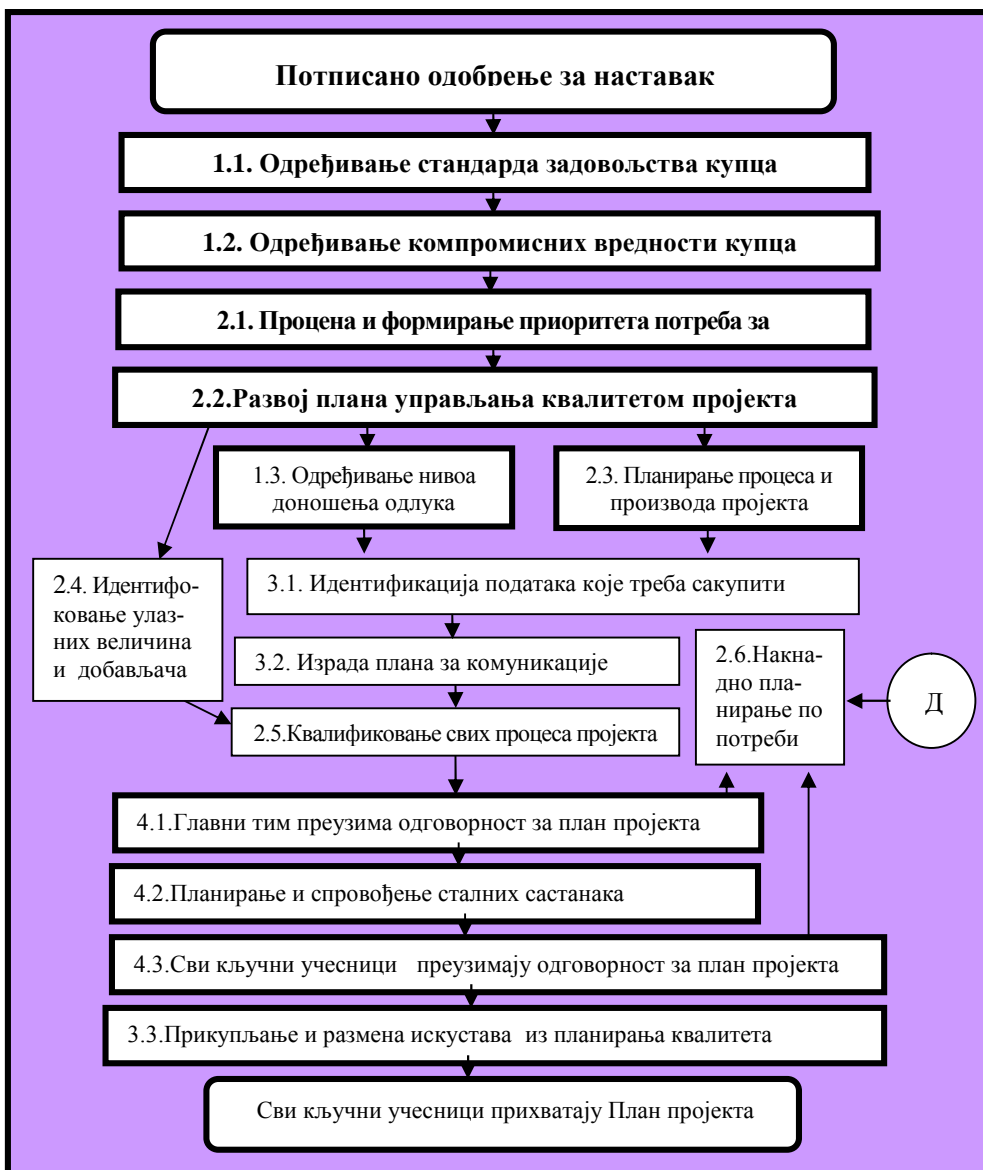 Потписано одобрење за наставак
1.1. Одређивање стандарда задовољства купца
1.2. Одређивање компромисних вредности купца
2.1. Процена и формирање приоритета потреба за
2.2.Развој плана управљања квалитетом пројекта
1.3. Одређивање нивоа
доношења одлука
2.3. Планирање процеса и
производа пројекта
2.4. Идентифо-
ковање улаз-
них величина
и добављача
3.1. Идентификација података које треба сакупити
3.2. Израда плана за комуникације
2.5.Квалификовање свих процеса пројекта
2.6.Накна-
дно пла-
нирање по
потреби
Д
4.1.Главни тим преузима одговорност за план пројекта
4.2.Планирање и спровођење сталних састанака
4.3.Сви кључни учесници преузимају одговорност за план пројекта
3.3.Прикупљање и размена искустава из планирања квалитета
Сви кључни учесници прихватају План пројекта